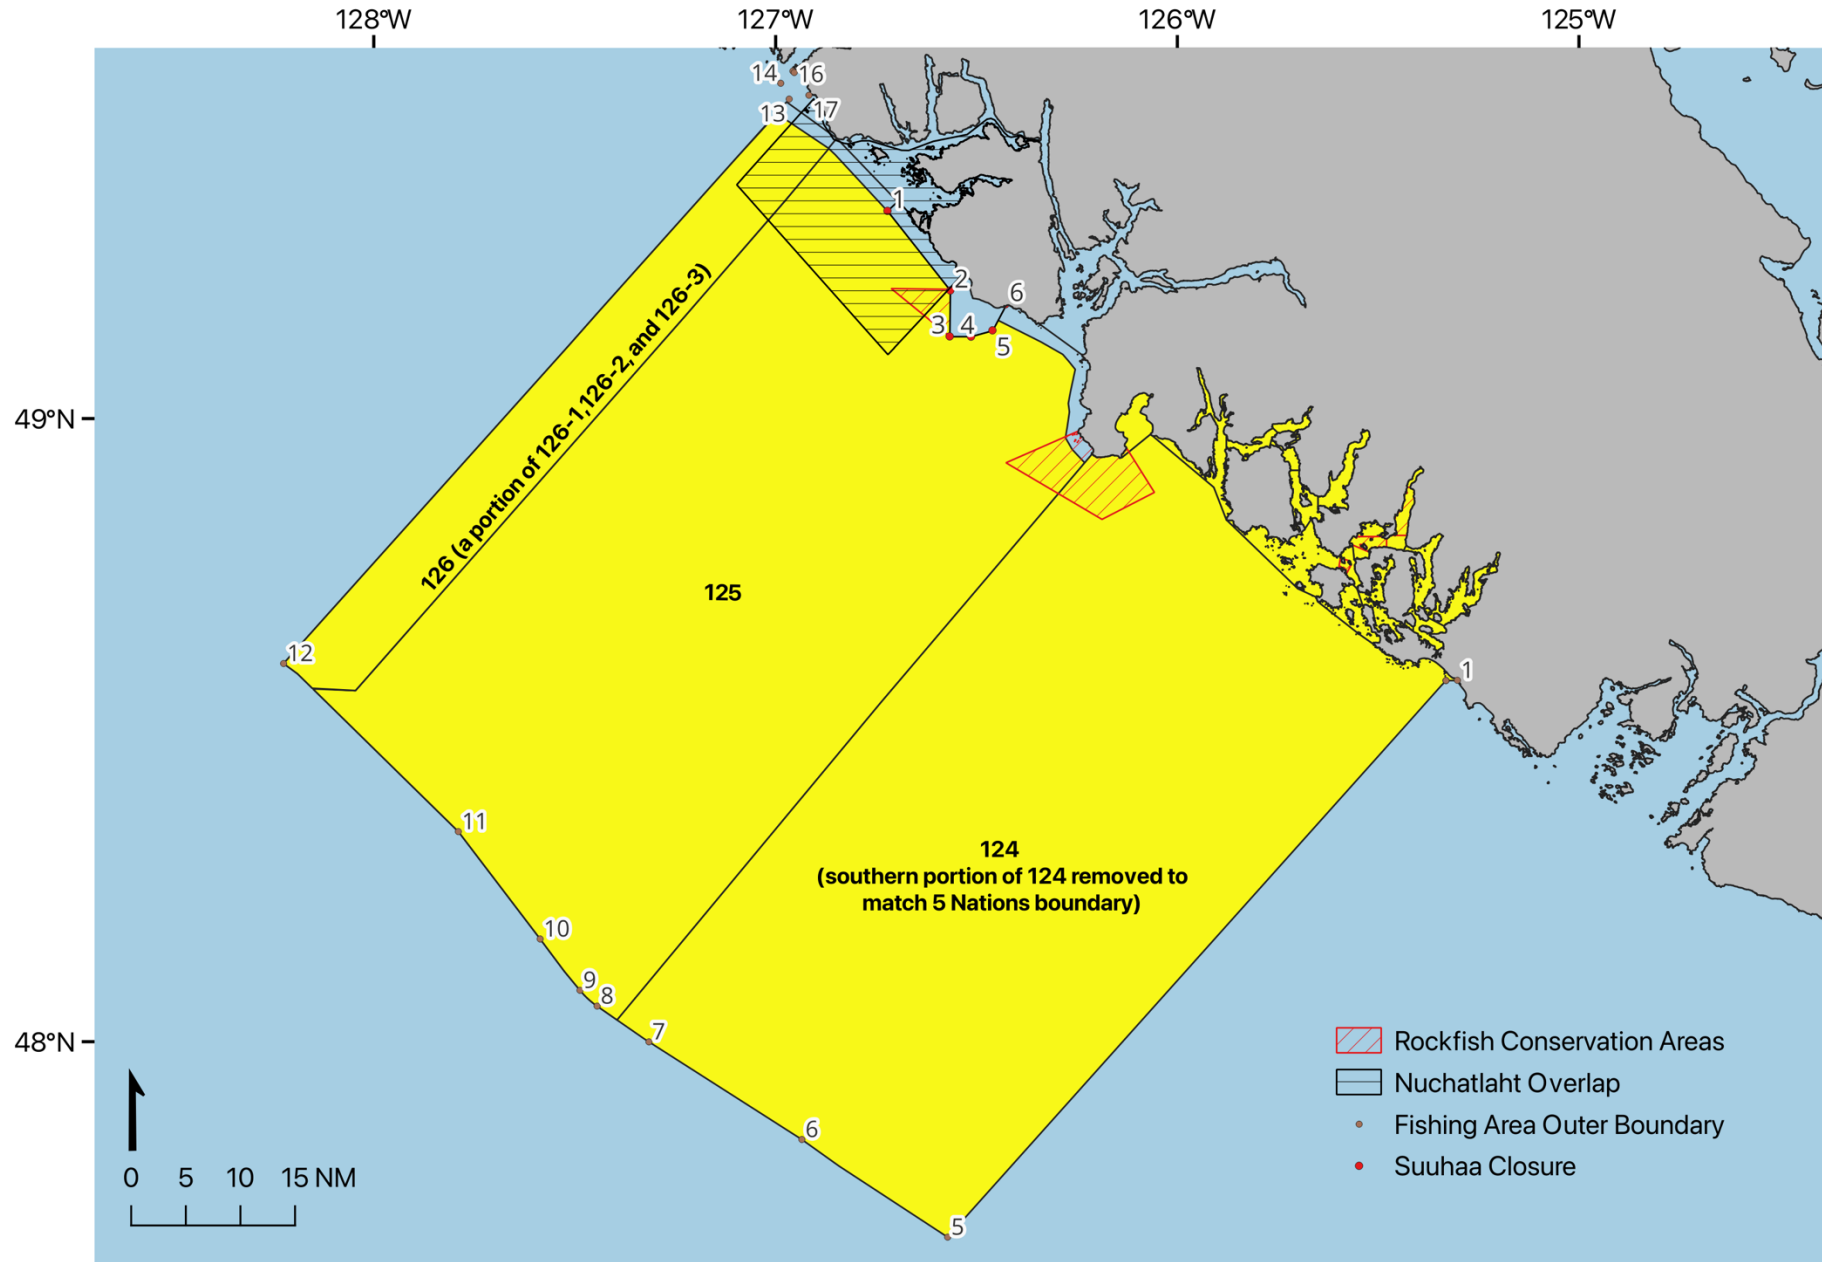 128°W
127°W
126°W
125°W
14
16
13
17
1
2
6
3
4
5
126 (a portion of 126-1,126-2, and 126-3)
49°N
125
12
1
11
124
(southern portion of 124 removed to
match 5 Nations boundary)
10
9
8
7
48°N
6
5
Rockfish Conservation Areas
Nuchatlaht Overlap
Fishing Area Outer Boundary
Suuhaa Closure
0 5 10 15 NM